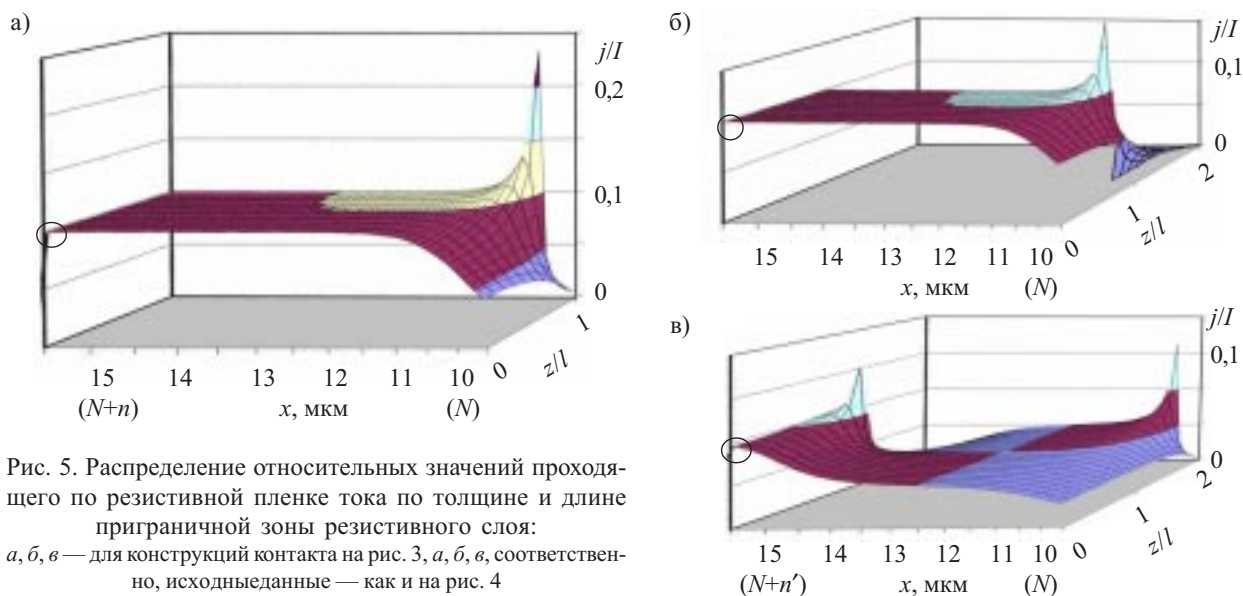 а)
j/I
0,2
0,1
0
1
z/l
0
15 14 13 12 11 10
(N+n) x, мкм (N)
б)
j/I
0,1
0
2
1
z/l
0
15 14 13 12 11 10
x, мкм (N)
в)
j/I
0,1
0
2
1
z/l
0
15 14 13 12 11 10
(N+n′) x, мкм (N)
Рис. 5. Распределение относительных значений проходя-
щего по резистивной пленке тока по толщине и длине
приграничной зоны резистивного слоя:
а, б, в — для конструкций контакта на рис. 3, а, б, в, соответствен-
но, исходныеданные — как и на рис. 4